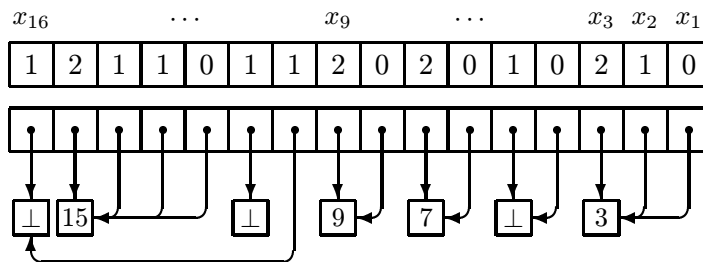 x₁₆ ··· x₉ ··· x₃ x₂ x₁
1 2 1 1 0 1 1 2 0 2 0 1 0 2 1 0
⊥ 15 ⊥ 9 7 ⊥ 3